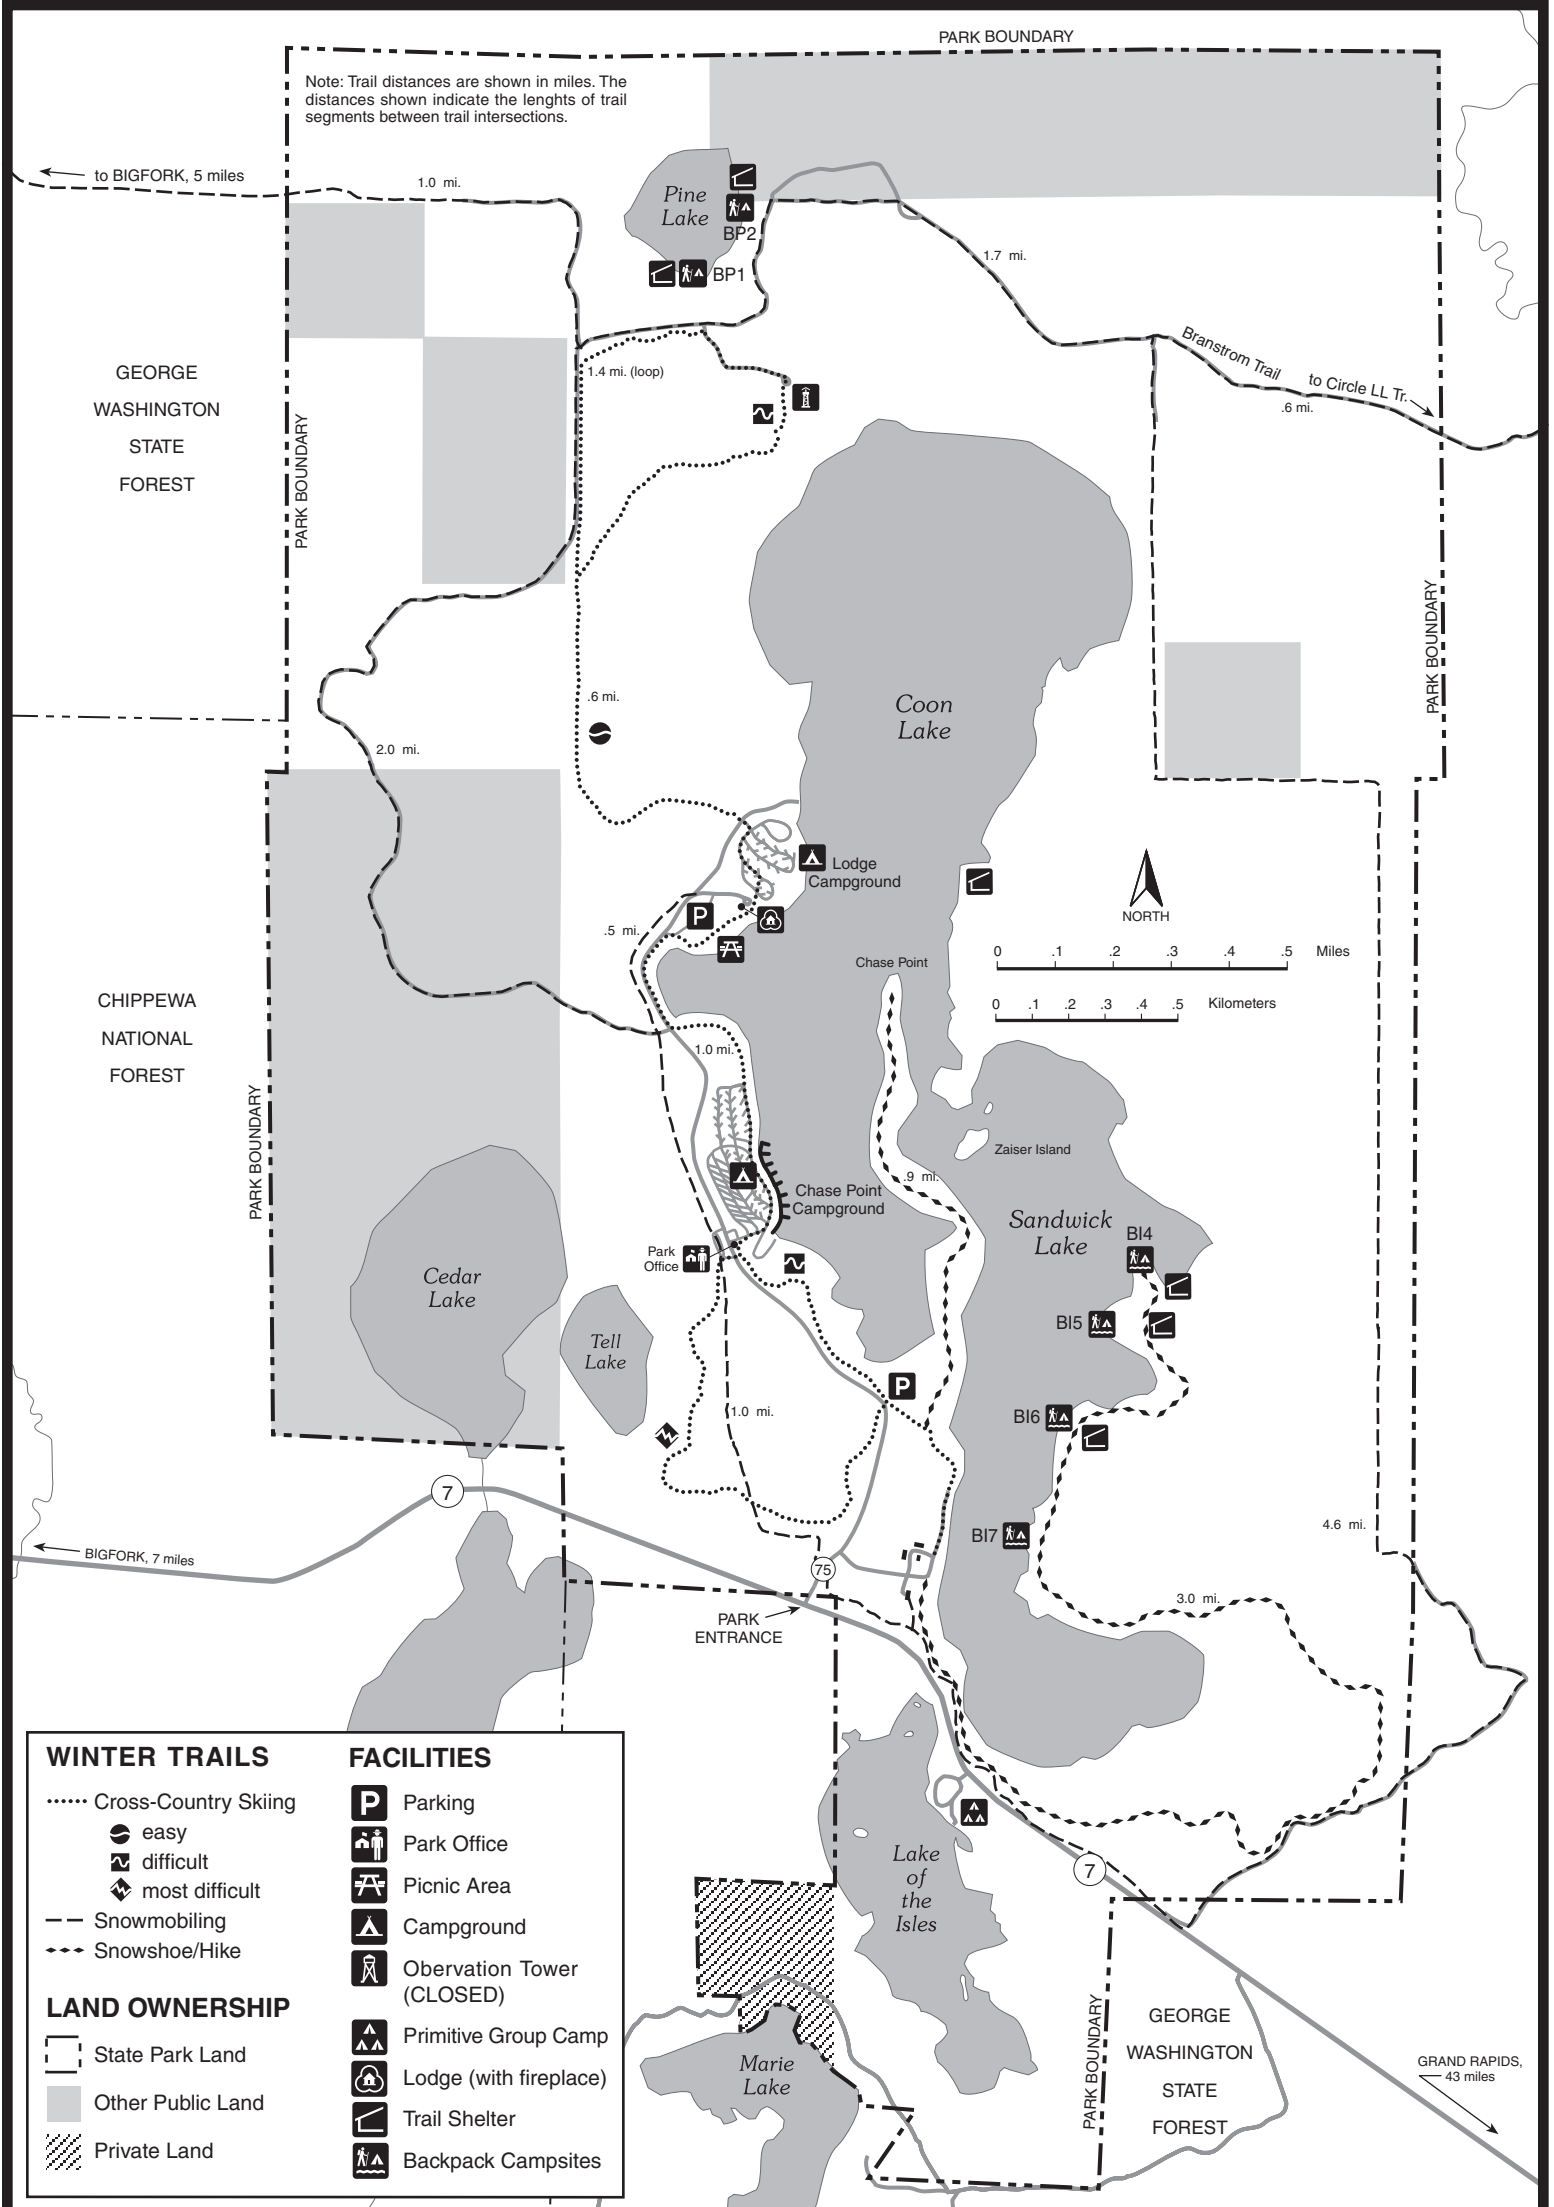 PARK BOUNDARY
Note: Trail distances are shown in miles. The
distances shown indicate the lenghts of trail
segments between trail intersections.
to BIGFORK, 5 miles
1.0 mi.
Pine
Lake
BP2
BP1
1.7 mi.
Branstrom Trail
to Circle LL Tr.
.6 mi.
1.4 mi. (loop)
GEORGE
WASHINGTON
STATE
FOREST
PARK BOUNDARY
PARK BOUNDARY
.6 mi.
Coon
Lake
2.0 mi.
Lodge
Campground
P
.5 mi.
NORTH
0 .1 .2 .3 .4 .5 Miles
0 .1 .2 .3 .4 .5 Kilometers
Chase Point
CHIPPEWA
NATIONAL
FOREST
PARK BOUNDARY
1.0 mi.
Zaiser Island
.9 mi.
Chase Point
Campground
Sandwick
Lake
BI4
Park
Office
Cedar
Lake
Tell
Lake
BI5
P
1.0 mi.
BI6
7
BI7
4.6 mi.
BIGFORK, 7 miles
75
3.0 mi.
PARK
ENTRANCE
Lake
of
the
Isles
7
Marie
Lake
PARK BOUNDARY
GEORGE
WASHINGTON
STATE
FOREST
GRAND RAPIDS,
43 miles
WINTER TRAILS
Cross-Country Skiing
easy
difficult
most difficult
Snowmobiling
Snowshoe/Hike
LAND OWNERSHIP
State Park Land
Other Public Land
Private Land
FACILITIES
P Parking
Park Office
Picnic Area
Campground
Obervation Tower
(CLOSED)
Primitive Group Camp
Lodge (with fireplace)
Trail Shelter
Backpack Campsites